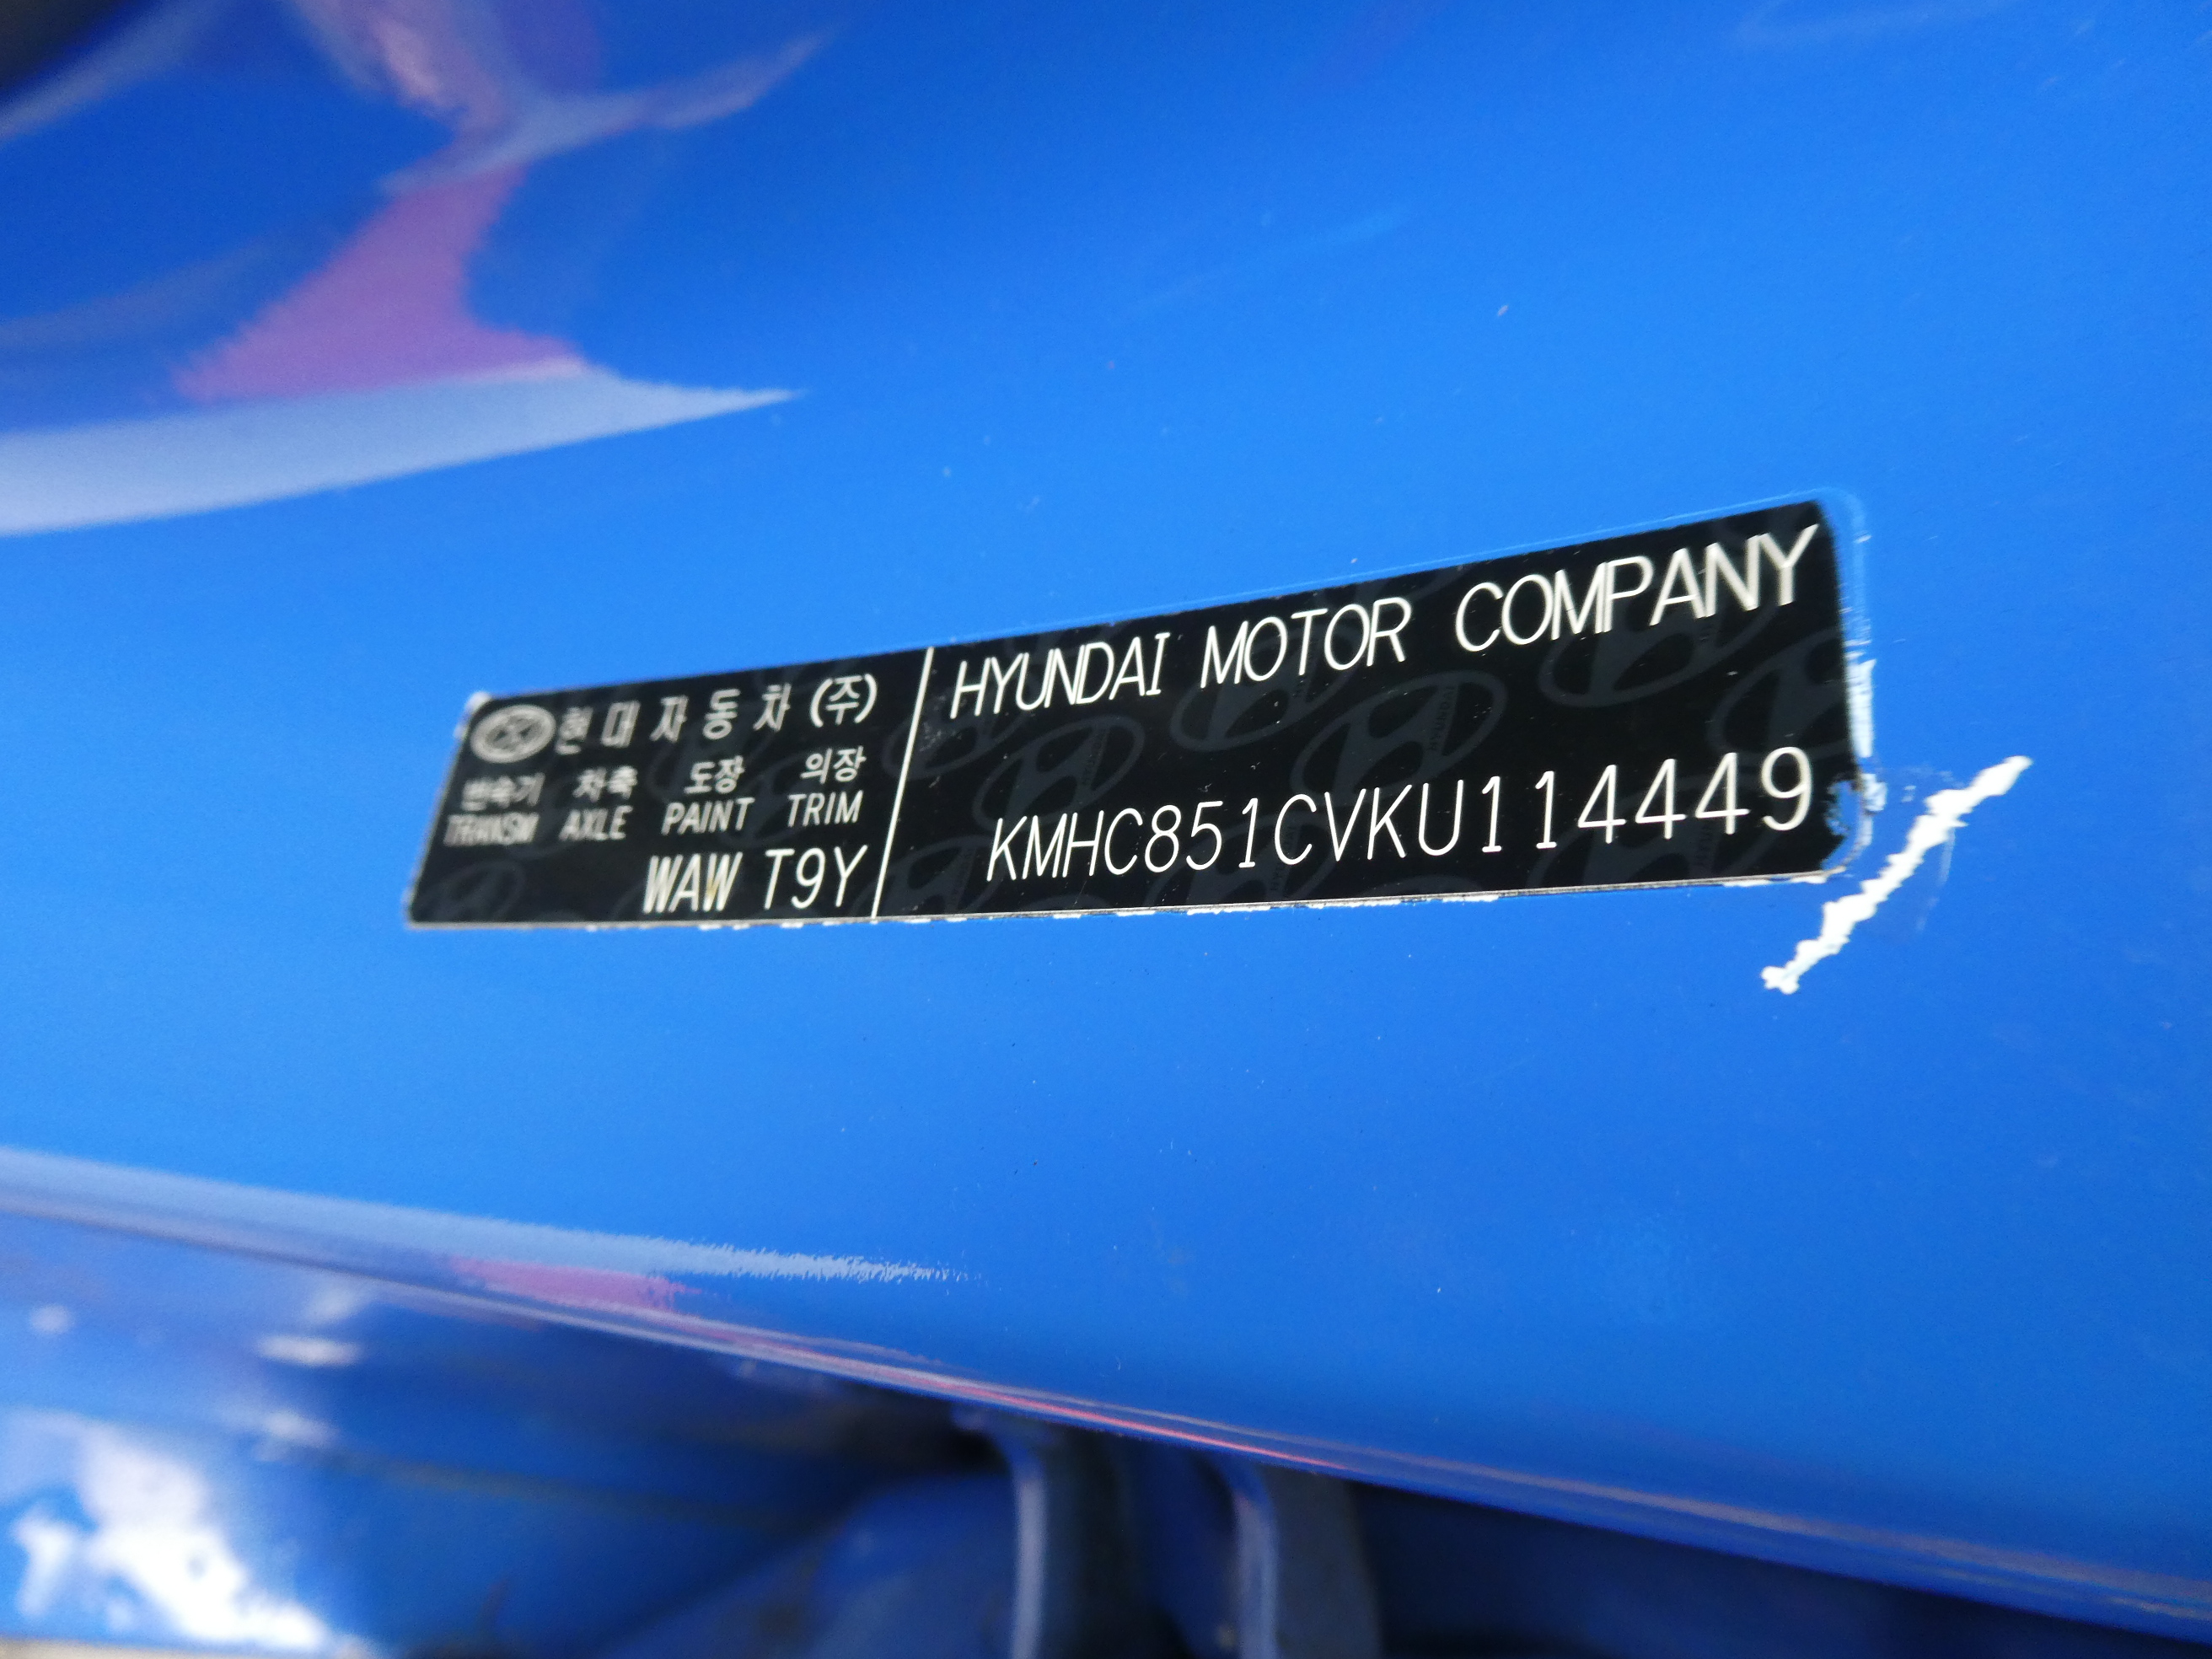 현대자동차(주)
변속기 차축 도장 의장
TRANSM AXLE PAINT TRIM
WAW T9Y
HYUNDAI MOTOR COMPANY
KMHC851CVKU114449